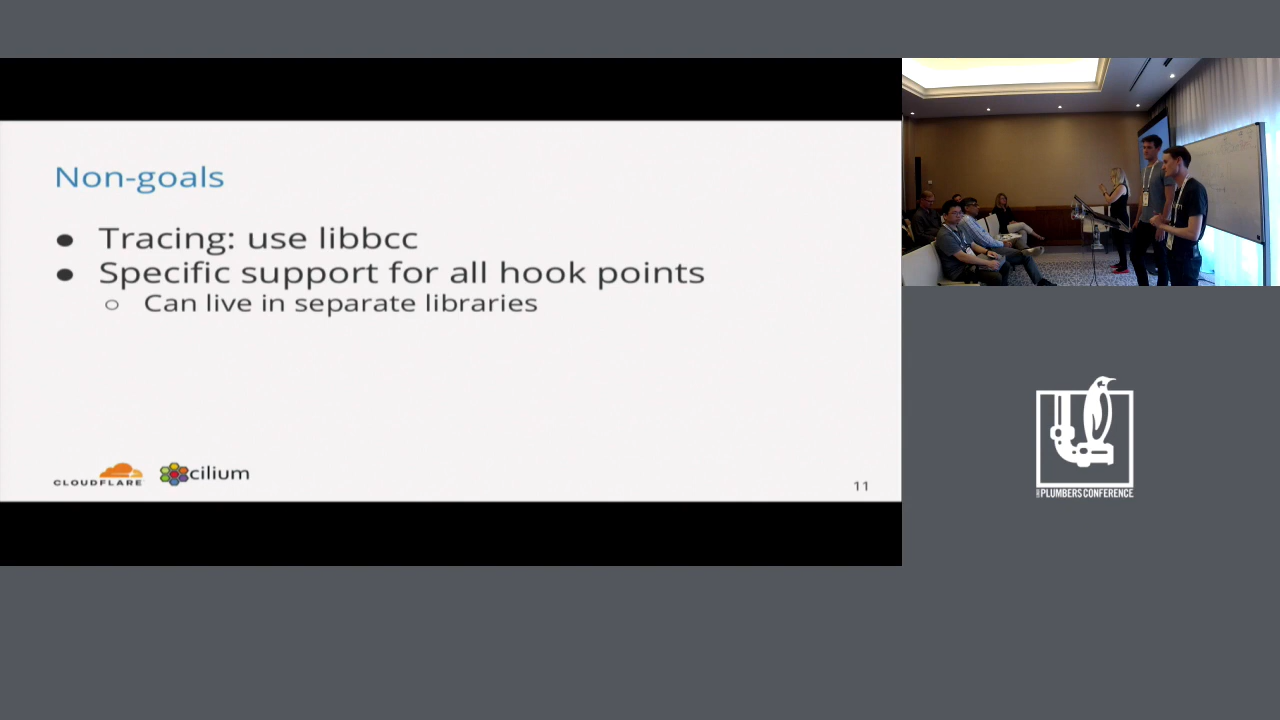 Non-goals
● Tracing: use libbcc
● Specific support for all hook points
○ Can live in separate libraries
CLOUDFLARE
cilium
11
PLUMBERS CONFERENCE